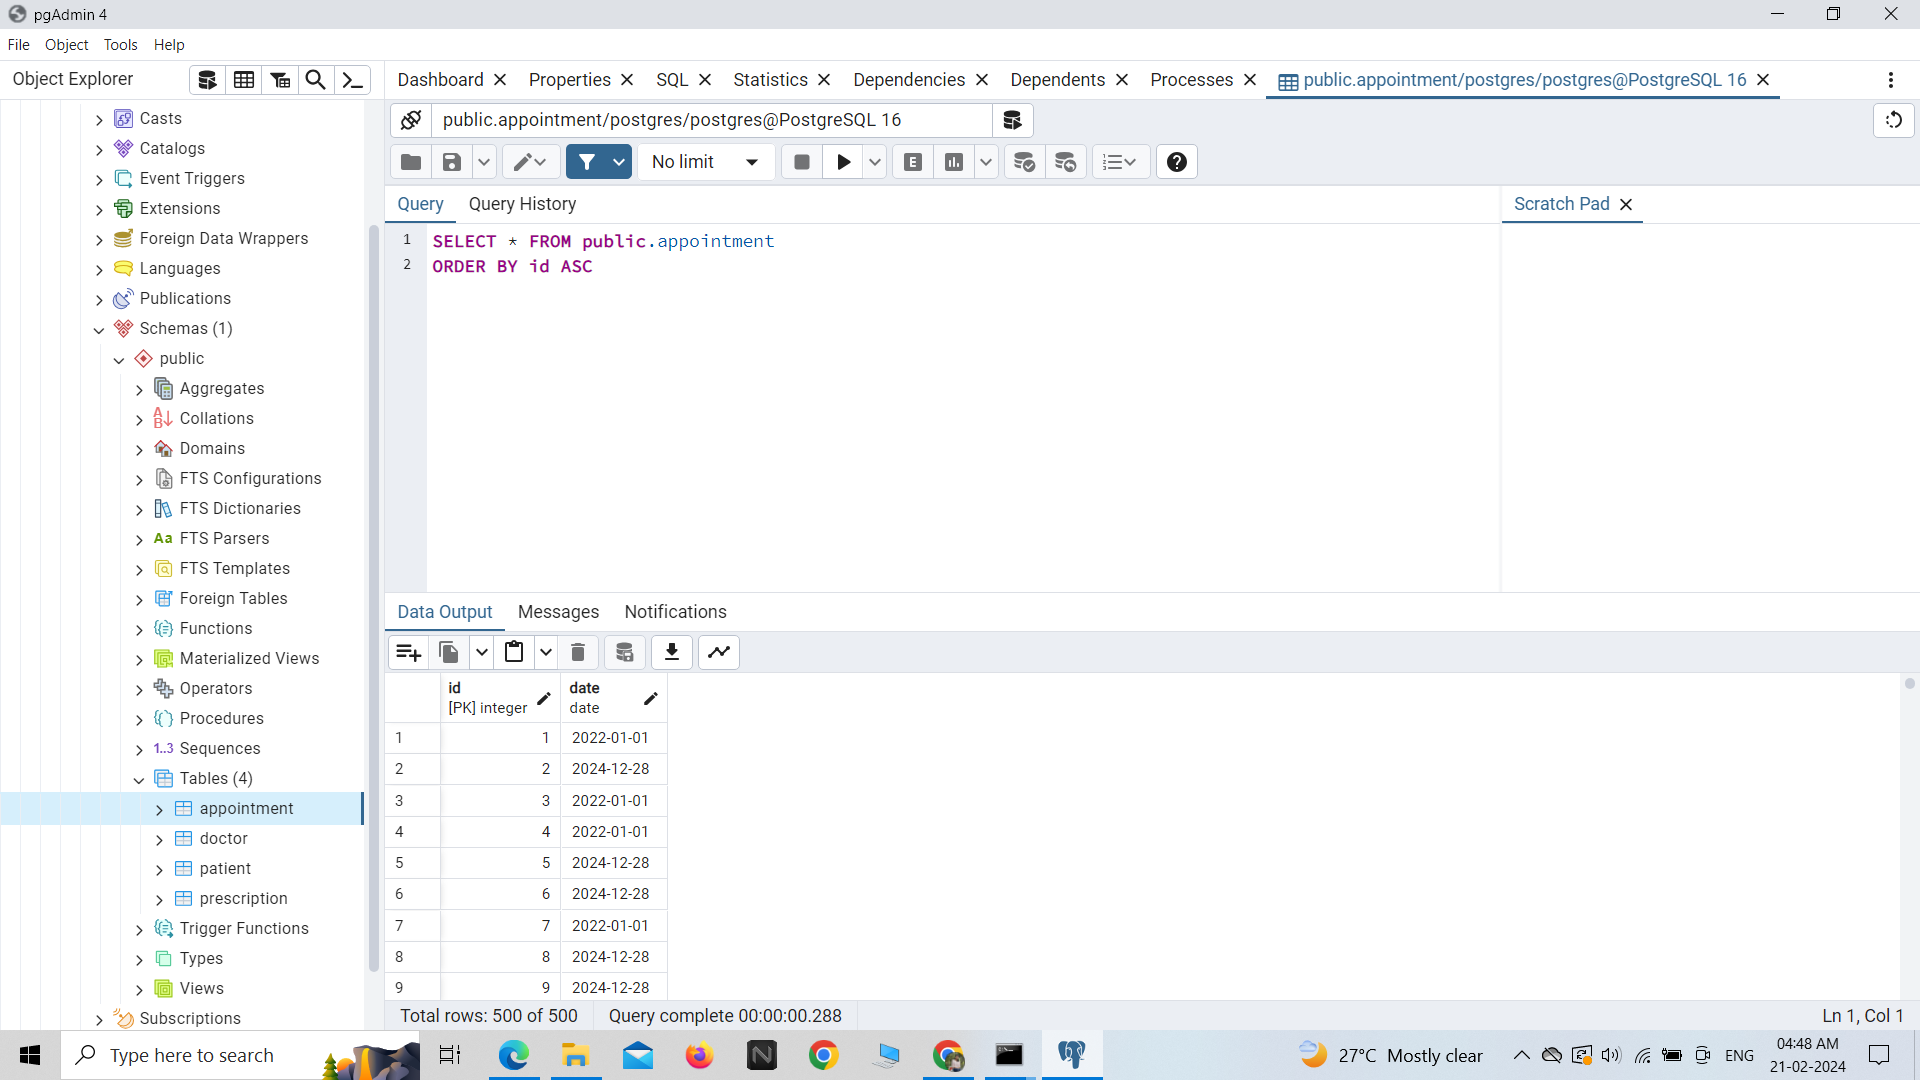 pgAdmin 4
File Object Tools Help
Object Explorer
Dashboard Properties SQL Statistics Dependencies Dependents Processes public.appointment/postgres/postgres@PostgreSQL 16
public.appointment/postgres/postgres@PostgreSQL 16
No limit
E
Query Query History
Scratch Pad
1 SELECT * FROM public.appointment
2 ORDER BY id ASC
Casts
Catalogs
Event Triggers
Extensions
Foreign Data Wrappers
Languages
Publications
Schemas (1)
public
Aggregates
Collations
Domains
FTS Configurations
FTS Dictionaries
Aa FTS Parsers
FTS Templates
Foreign Tables
Functions
Materialized Views
Operators
Procedures
1..3 Sequences
Tables (4)
appointment
doctor
patient
prescription
Trigger Functions
Types
Views
Subscriptions
Data Output Messages Notifications
id date
[PK] integer date
1 1 2022-01-01
2 2 2024-12-28
3 3 2022-01-01
4 4 2022-01-01
5 5 2024-12-28
6 6 2024-12-28
7 7 2022-01-01
8 8 2024-12-28
9 9 2024-12-28
Total rows: 500 of 500 Query complete 00:00:00.288 Ln 1, Col 1
Type here to search
27°C Mostly clear
ENG
04:48 AM
21-02-2024